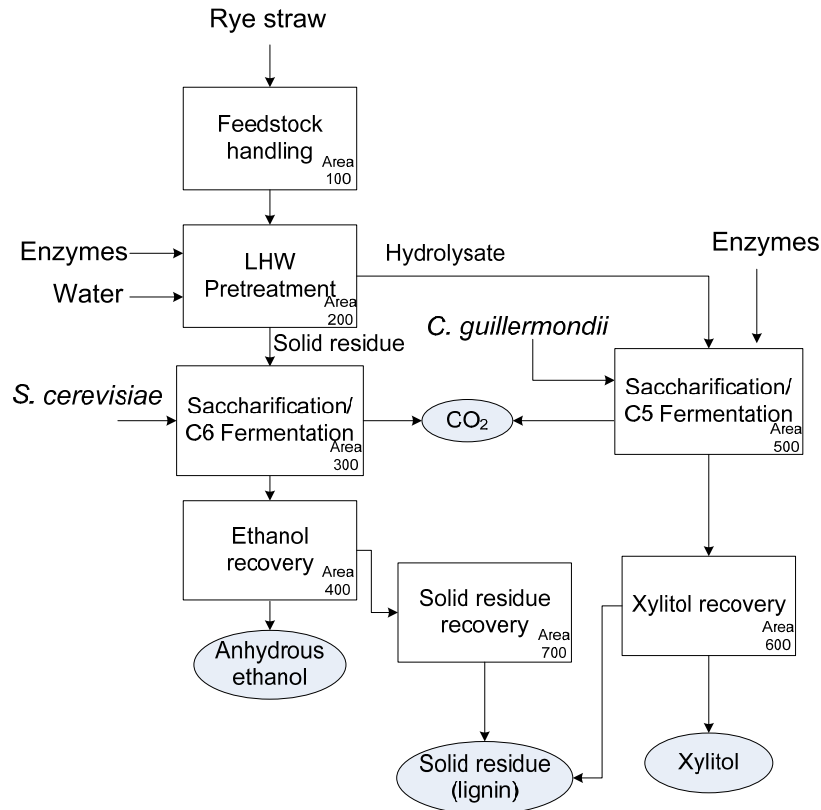 Rye straw
Feedstock
handling
Area
100
Enzymes
Water
LHW
Pretreatment
Area
200
Hydrolysate
Enzymes
Solid residue
C. guillermondii
S. cerevisiae
Saccharification/
C6 Fermentation
Area
300
CO₂
Saccharification/
C5 Fermentation
Area
500
Ethanol
recovery
Area
400
Solid residue
recovery
Area
700
Xylitol recovery
Area
600
Anhydrous
ethanol
Solid residue
(lignin)
Xylitol